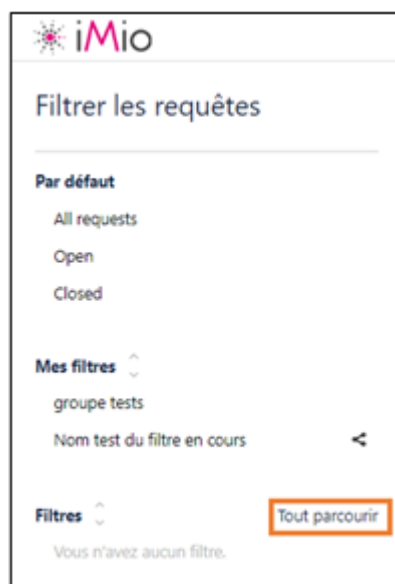 iMio
Filtrer les requêtes
Par défaut
All requests
Open
Closed
Mes filtres
groupe tests
Nom test du filtre en cours
Filtres Tout parcourir
Vous n'avez aucun filtre.